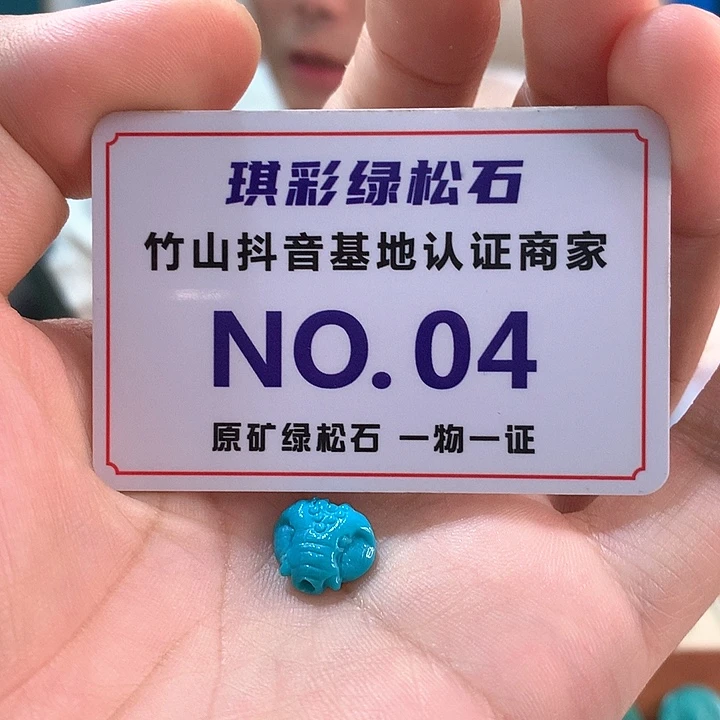 琪彩绿松石
竹山抖音基地认证商家
NO.04
原矿绿松石 一物一证